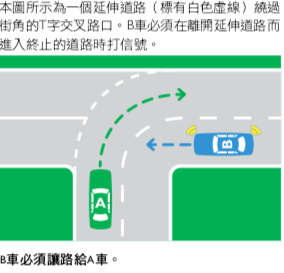 本圖所示為一個延伸道路（標有白色虛線）繞過
街角的T字交叉路口。B車必須在離開延伸道路而
進入終止的道路時打信號。
B
A
B車必須讓路給A車。